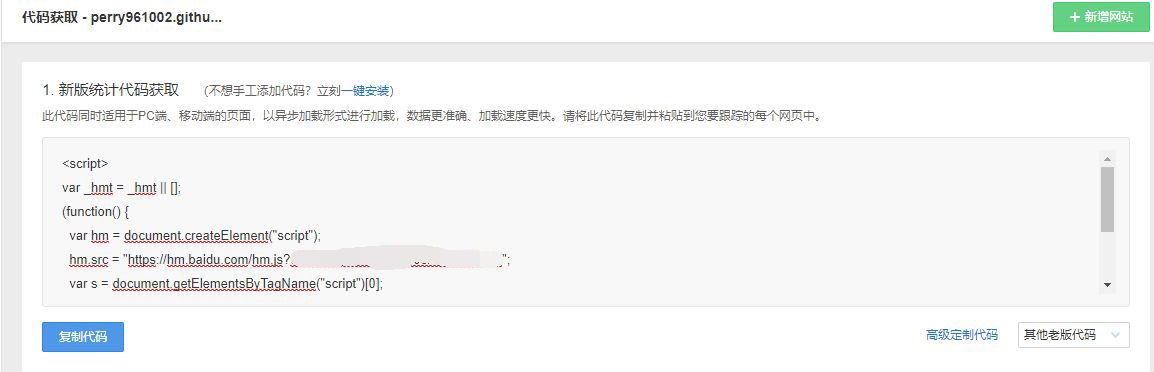 代码获取 - perry961002.githu...
+ 新增网站
1. 新版统计代码获取 （不想手工添加代码？立刻一键安装）
此代码同时适用于PC端、移动端的页面，以异步加载形式进行加载，数据更准确、加载速度更快。请将此代码复制并粘贴到您要跟踪的每个网页中。
<script>
var _hmt = _hmt || [];
(function() {
var hm = document.createElement("script");
hm.src = "https://hm.baidu.com/hm.js?";
var s = document.getElementsByTagName("script")[0];
复制代码
高级定制代码
其他老版代码